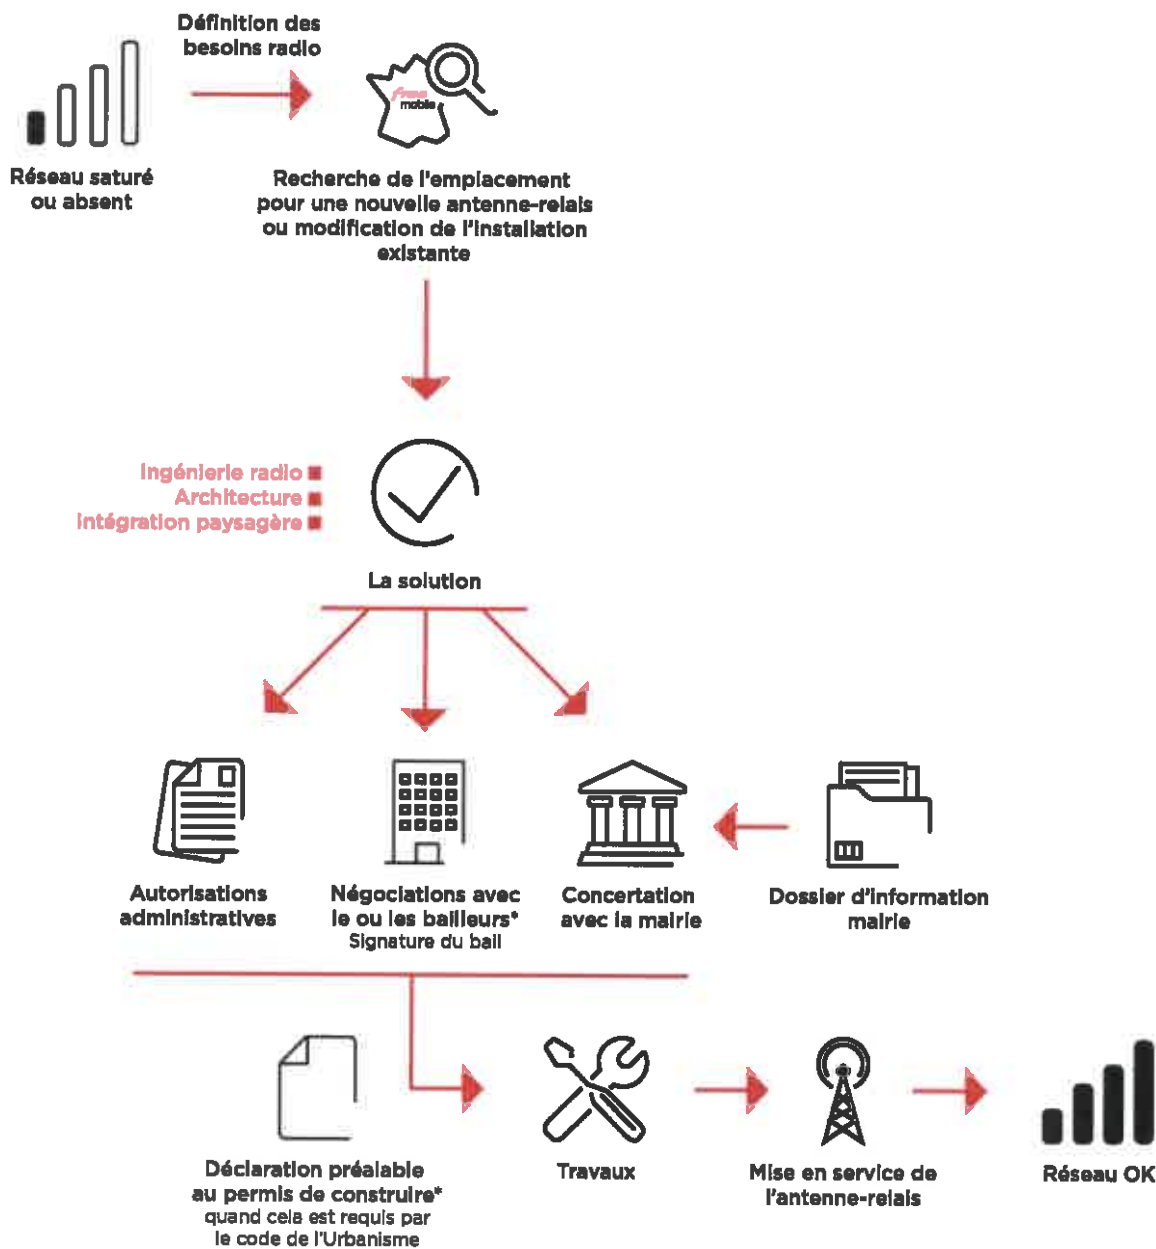 Définition des
besoins radio
Réseau saturé
ou absent
free
mobile
Recherche de l'emplacement
pour une nouvelle antenne-relais
ou modification de l'installation
existante
Ingénierie radio
Architecture
Intégration paysagère
La solution
Autorisations
administratives
Négociations avec
le ou les bailleurs*
Signature du bail
Concertation
avec la mairie
Dossier d'information
mairie
Déclaration préalable
au permis de construire*
quand cela est requis par
le code de l'Urbanisme
Travaux
Mise en service de
l'antenne-relais
Réseau OK